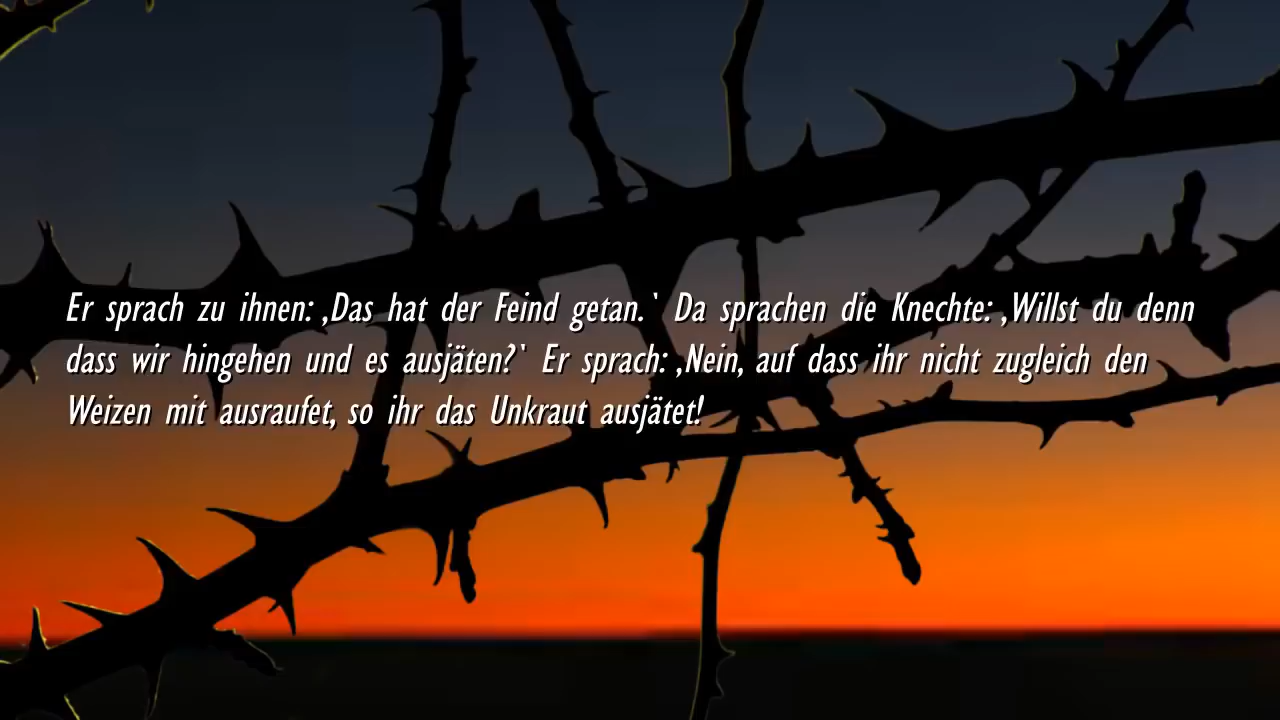 Er sprach zu ihnen: ‚Das hat der Feind getan.‛ Da sprachen die Knechte: ‚Willst du denn
dass wir hingehen und es ausjäten?‛ Er sprach: ‚Nein, auf dass ihr nicht zugleich den
Weizen mit ausraufet, so ihr das Unkraut ausjätet!